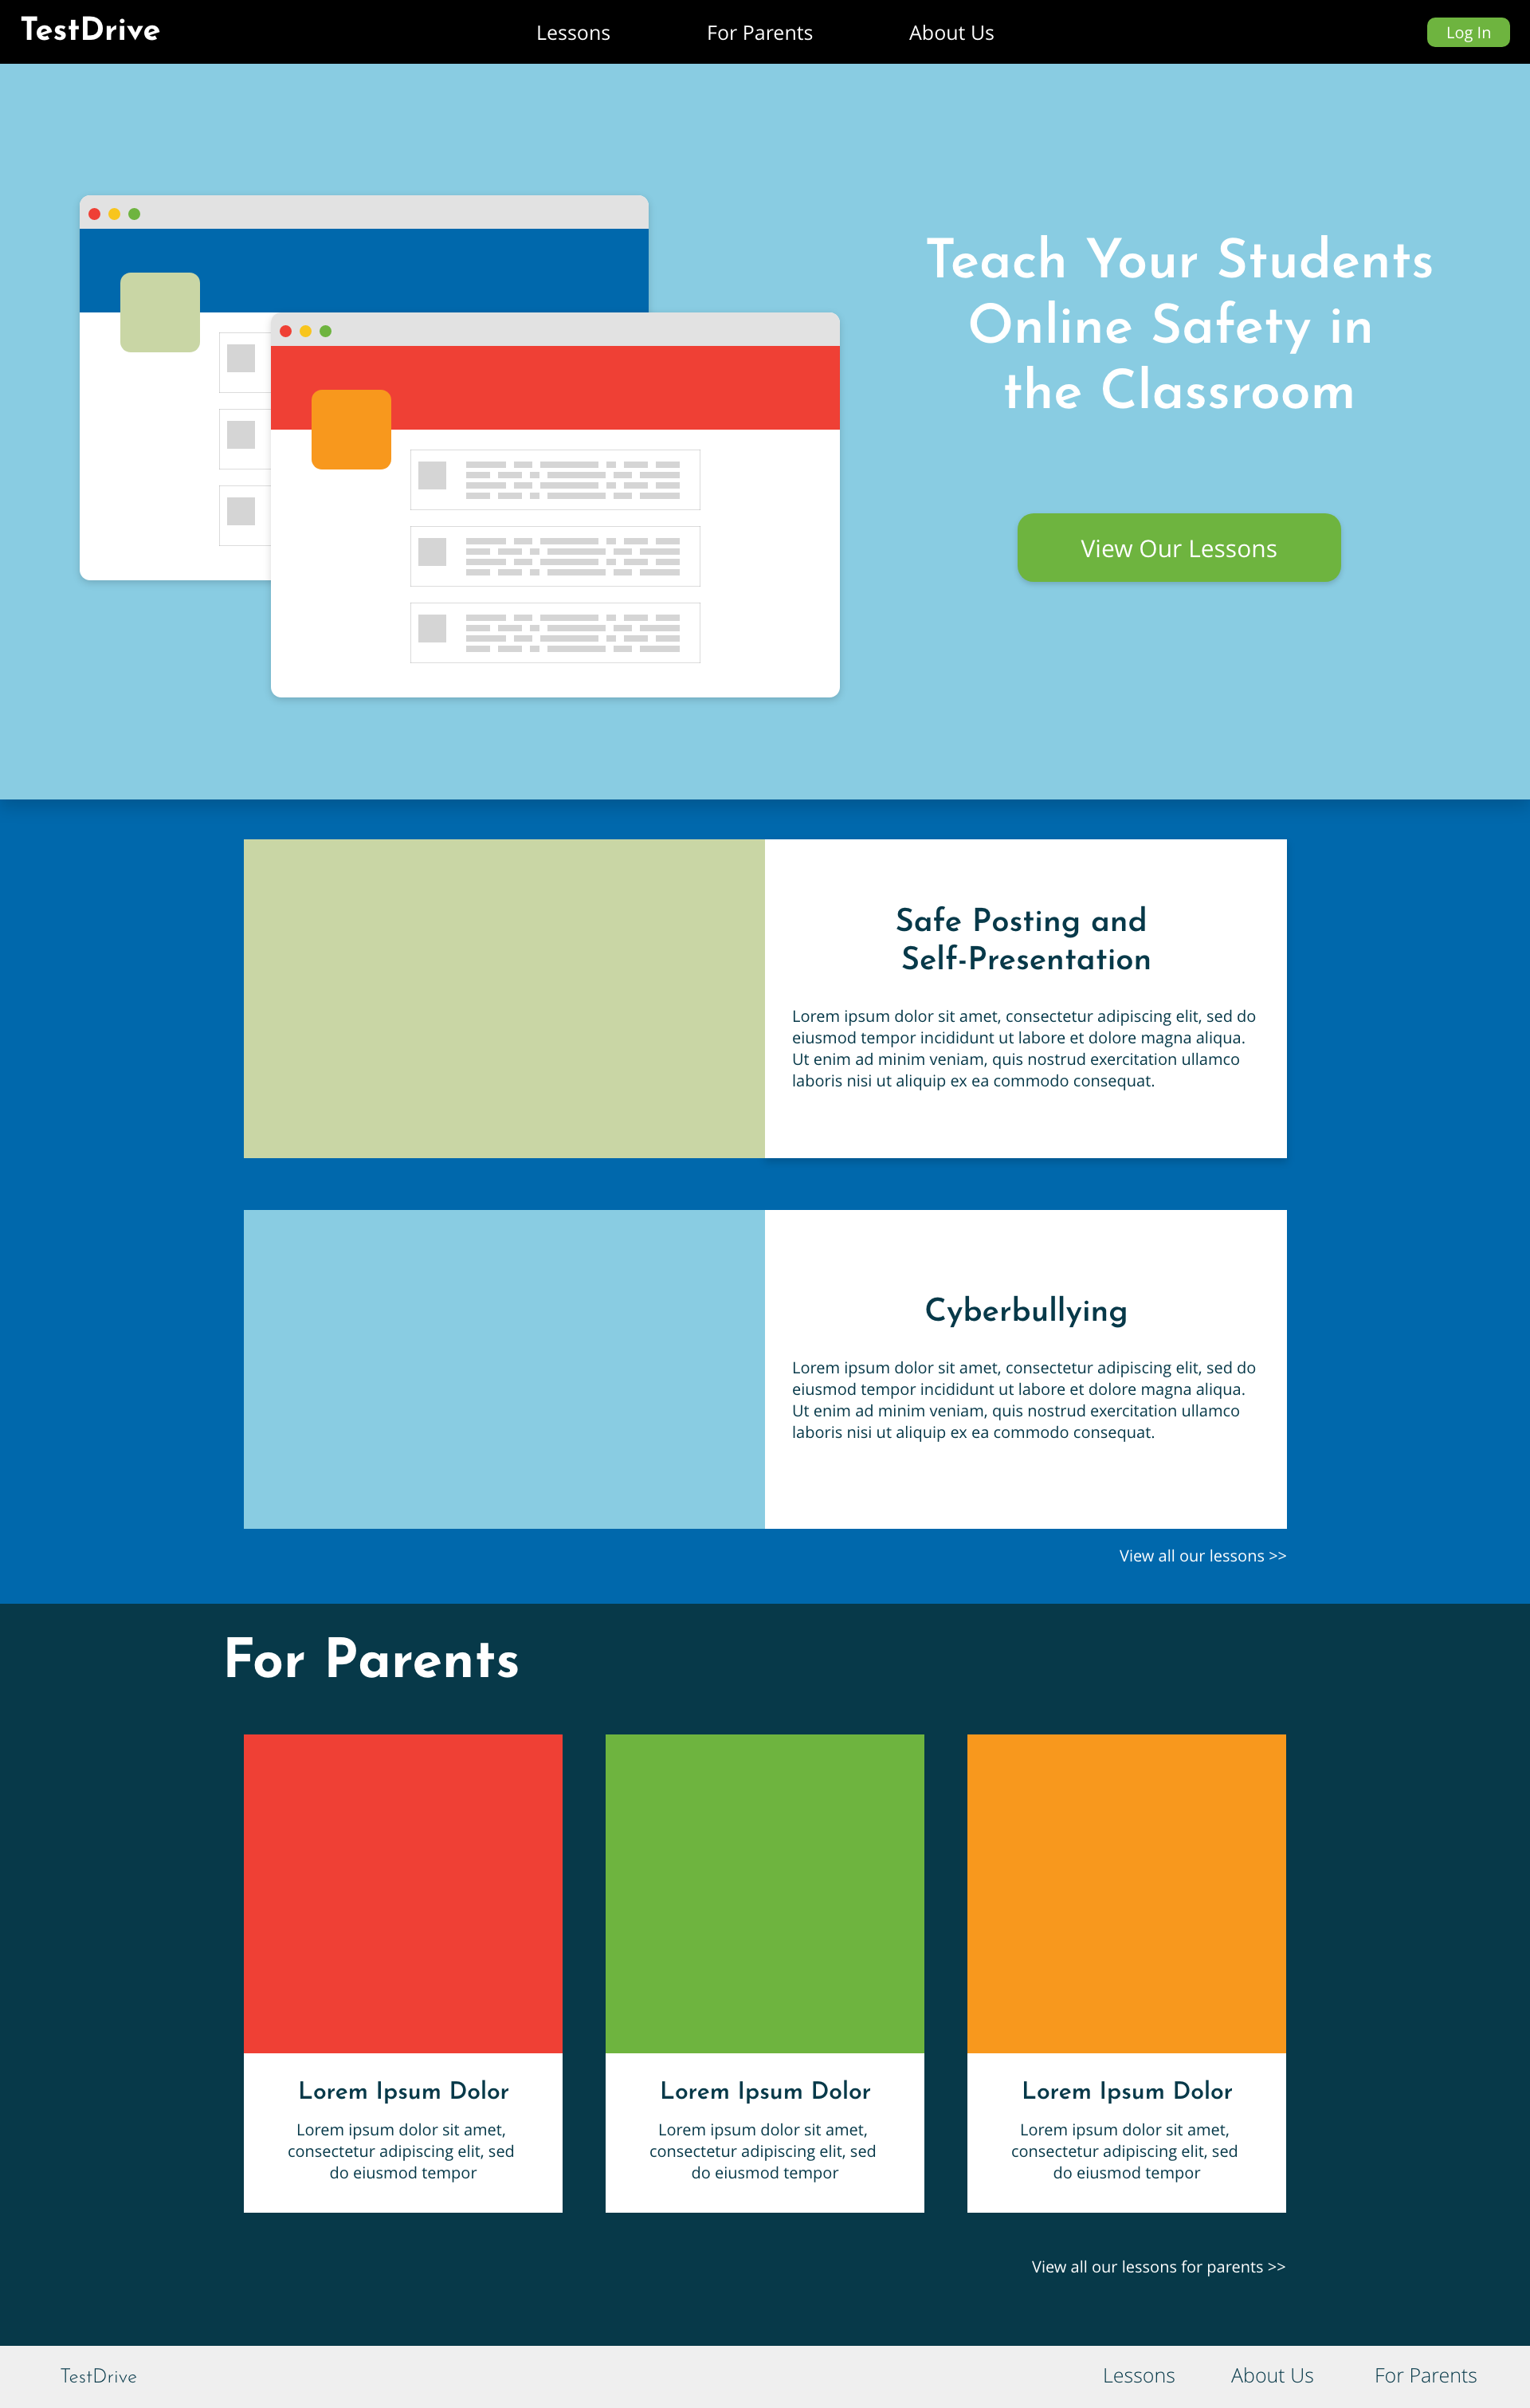 TestDrive
Lessons
For Parents
About Us
Log In
Teach Your Students
Online Safety in
the Classroom
View Our Lessons
Safe Posting and
Self-Presentation
Lorem ipsum dolor sit amet, consectetur adipiscing elit, sed do
eiusmod tempor incididunt ut labore et dolore magna aliqua.
Ut enim ad minim veniam, quis nostrud exercitation ullamco
laboris nisi ut aliquip ex ea commodo consequat.
Cyberbullying
Lorem ipsum dolor sit amet, consectetur adipiscing elit, sed do
eiusmod tempor incididunt ut labore et dolore magna aliqua.
Ut enim ad minim veniam, quis nostrud exercitation ullamco
laboris nisi ut aliquip ex ea commodo consequat.
View all our lessons >>
For Parents
Lorem Ipsum Dolor
Lorem ipsum dolor sit amet,
consectetur adipiscing elit, sed
do eiusmod tempor
Lorem Ipsum Dolor
Lorem ipsum dolor sit amet,
consectetur adipiscing elit, sed
do eiusmod tempor
Lorem Ipsum Dolor
Lorem ipsum dolor sit amet,
consectetur adipiscing elit, sed
do eiusmod tempor
View all our lessons for parents >>
TestDrive
Lessons
About Us
For Parents